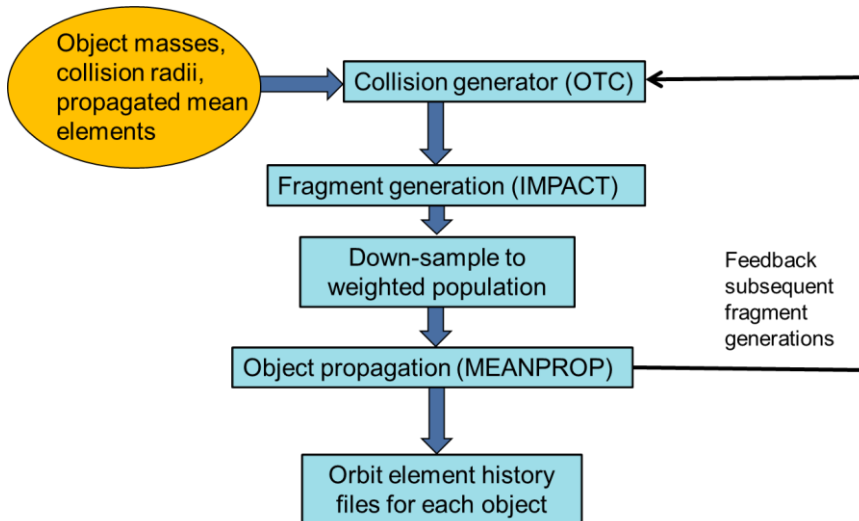 Object masses,
collision radii,
propagated mean
elements
Collision generator (OTC)
Fragment generation (IMPACT)
Down-sample to
weighted population
Feedback
subsequent
fragment
generations
Object propagation (MEANPROP)
Orbit element history
files for each object